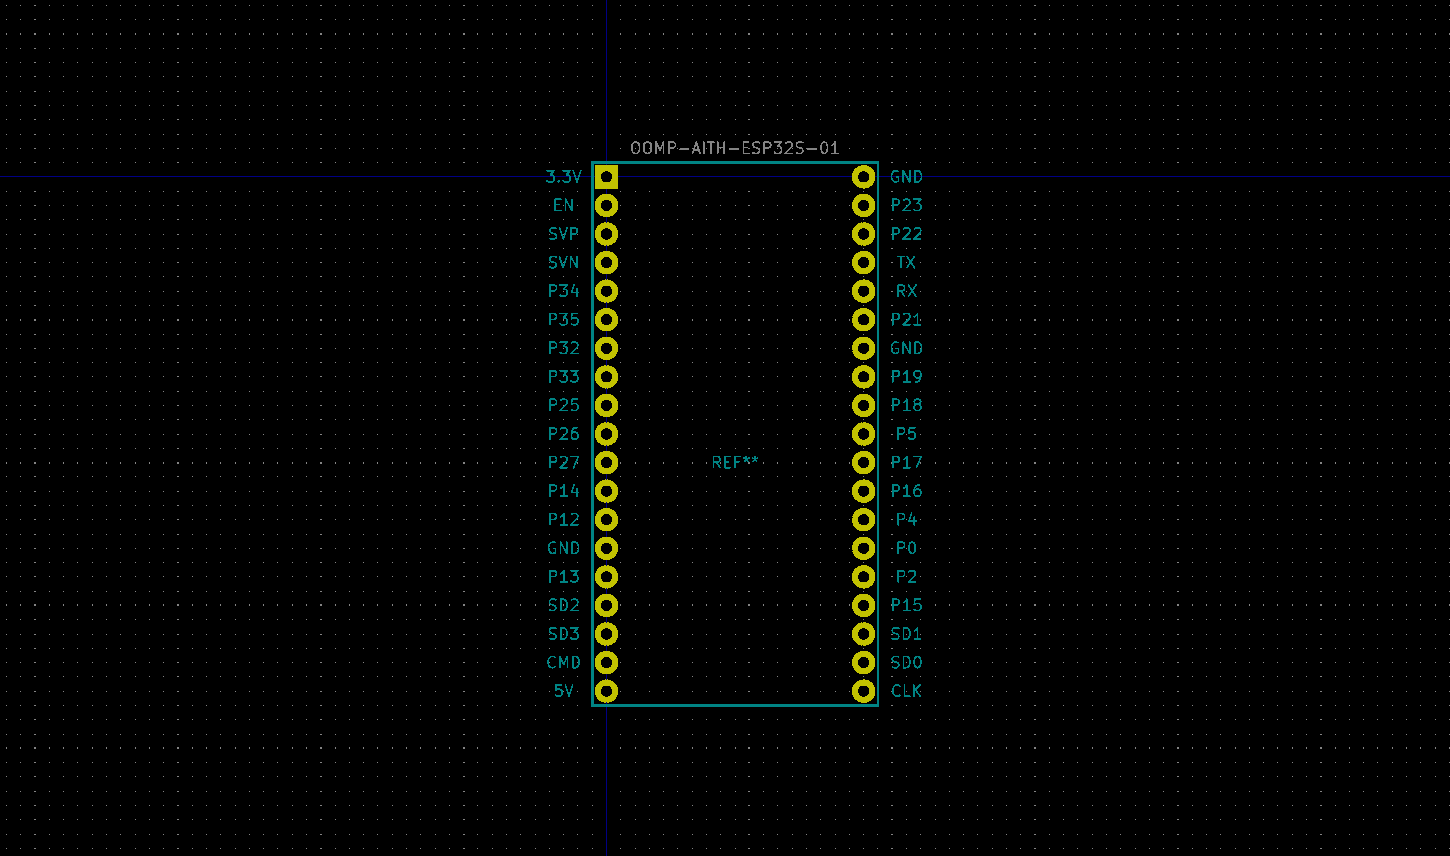 OOMP-AITH-ESP32S-01
3.3V GND
EN P23
SVP P22
SVN TX
P34 RX
P35 P21
P32 GND
P33 P19
P25 P18
P26 P5
REF**
P27 P17
P14 P16
P12 P4
GND P0
P13 P2
SD2 P15
SD3 SD1
CMD SD0
5V CLK